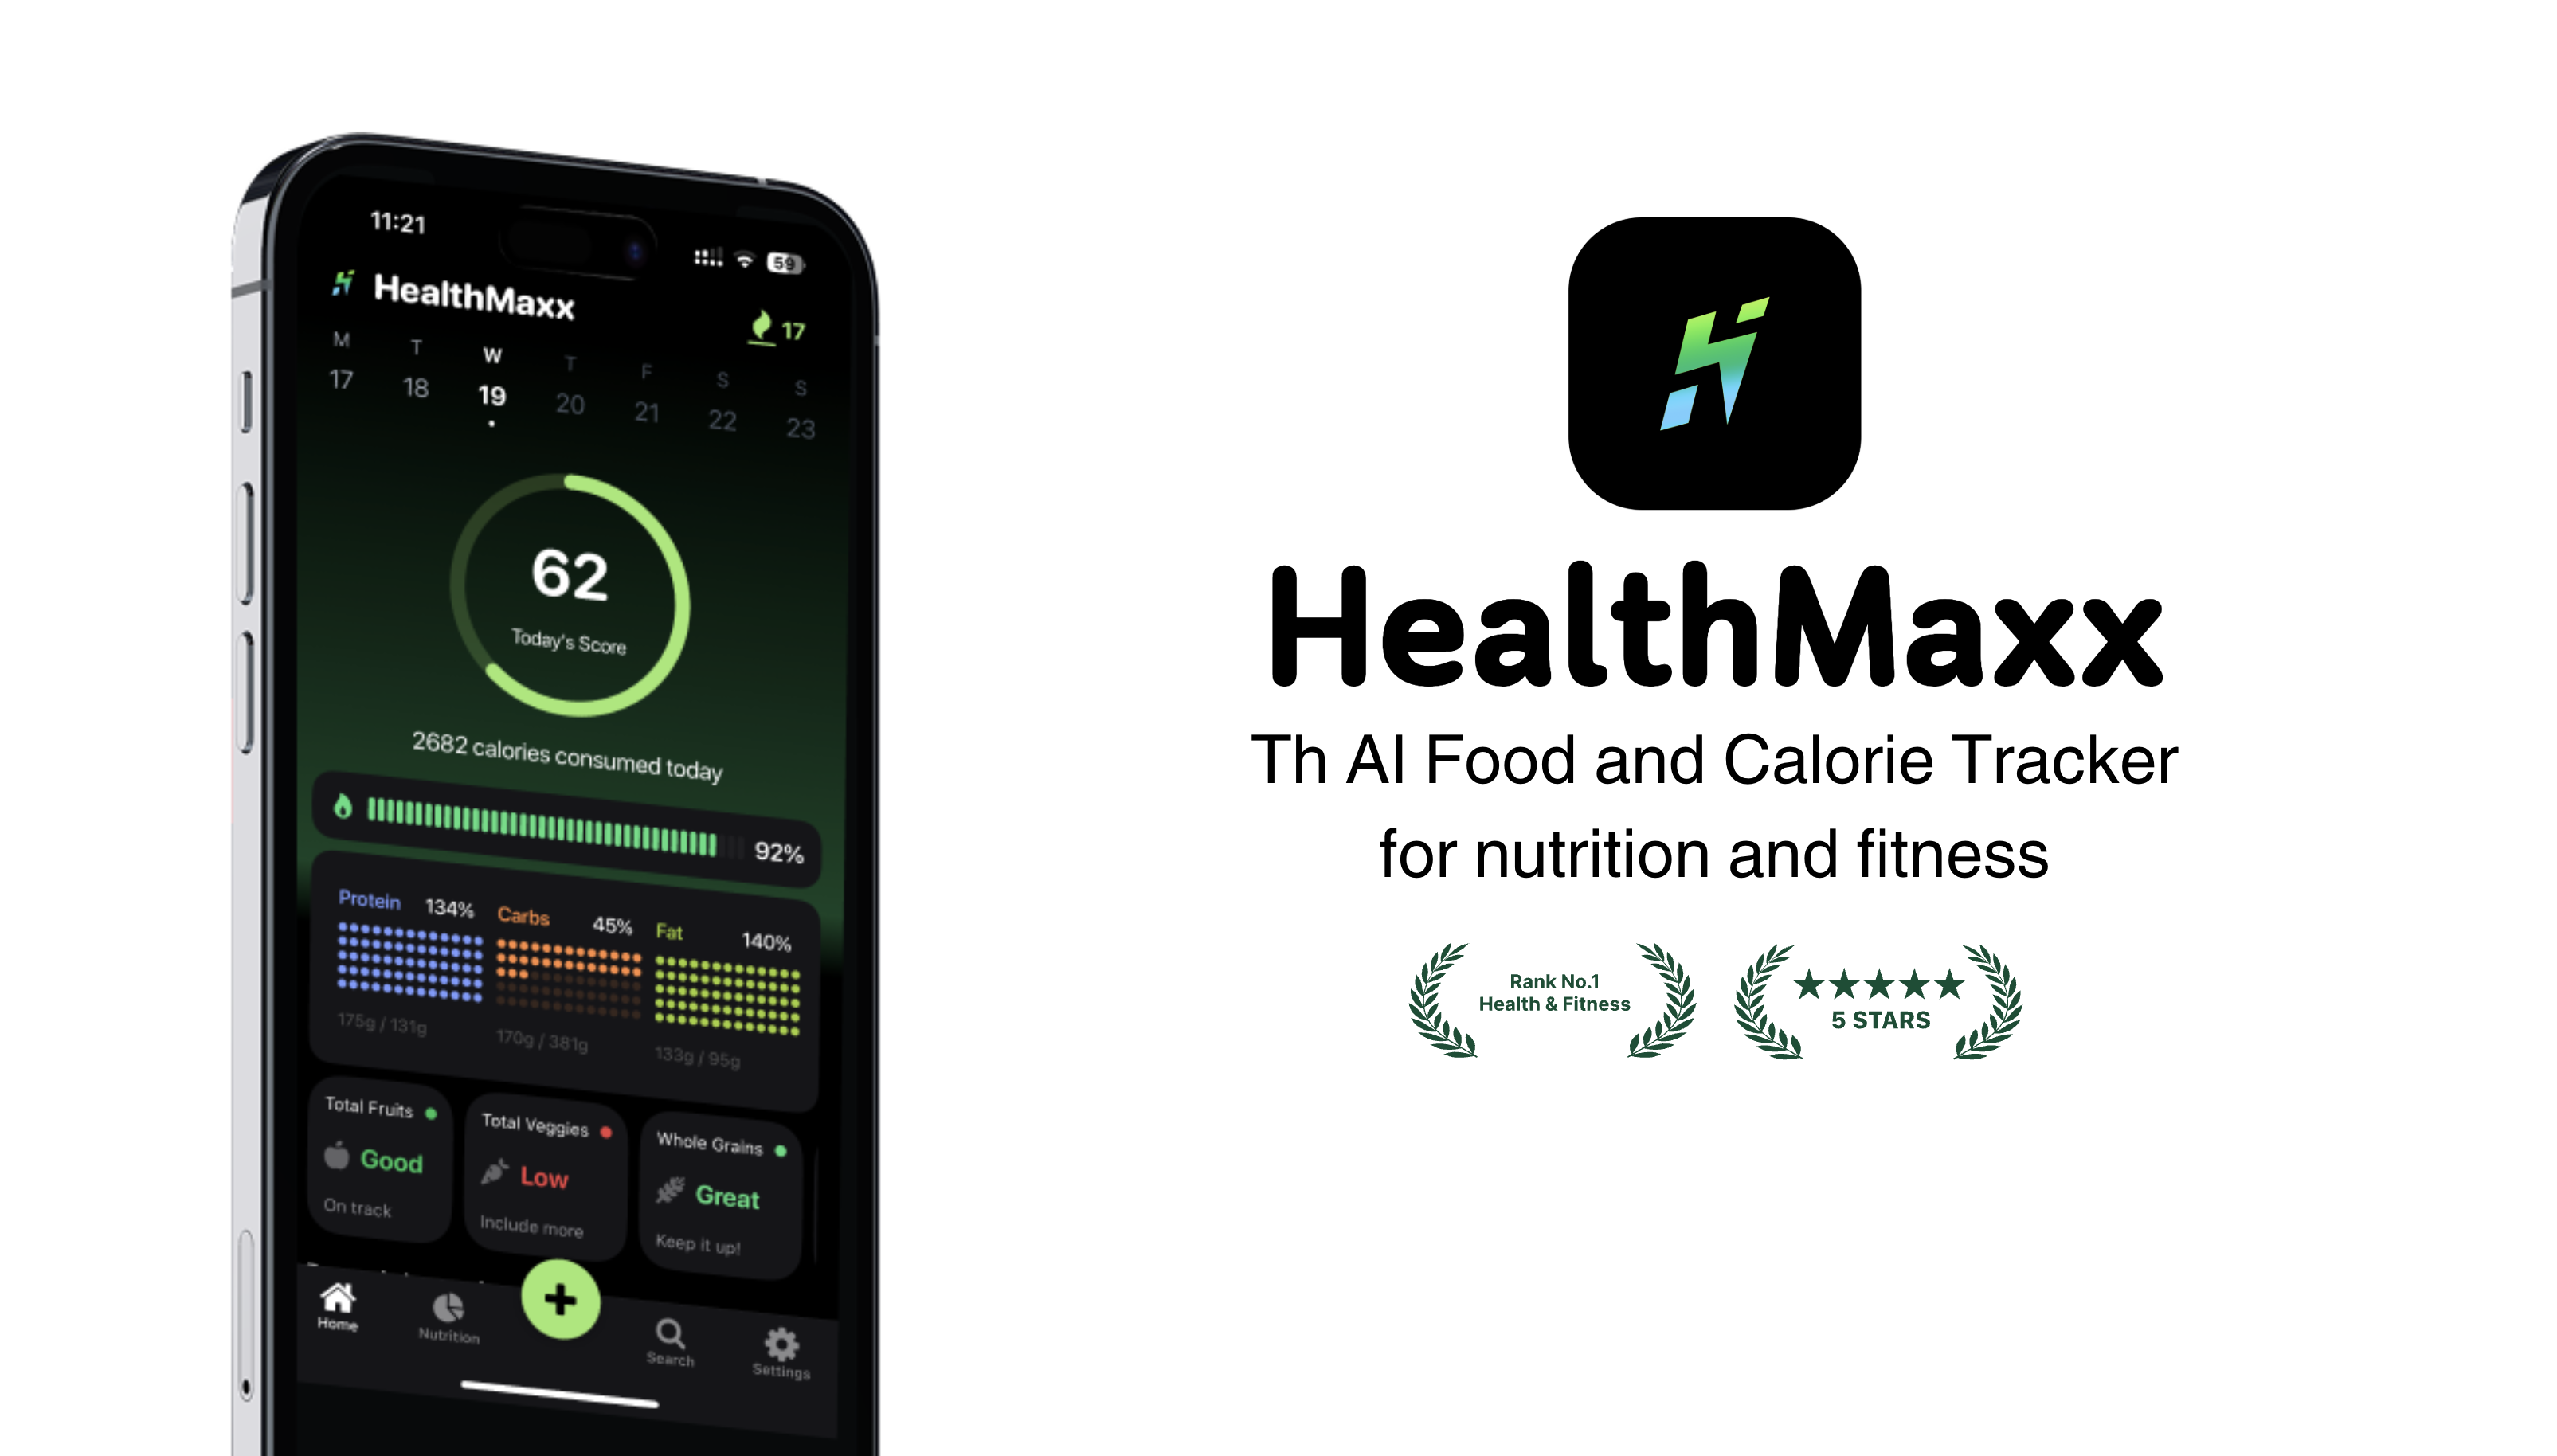 11:21
59
HealthMaxx
17
M T W T F S S
17 18 19 20 21 22 23
62
Today's Score
2682 calories consumed today
92%
Protein 134% Carbs 45% Fat 140%
175g / 131g 170g / 381g 133g / 95g
Total Fruits Total Veggies Whole Grains
Good Low Great
On track Include more Keep it up!
Home Nutrition Search Settings
HealthMaxx
Th AI Food and Calorie Tracker
for nutrition and fitness
Rank No.1
Health & Fitness
5 STARS